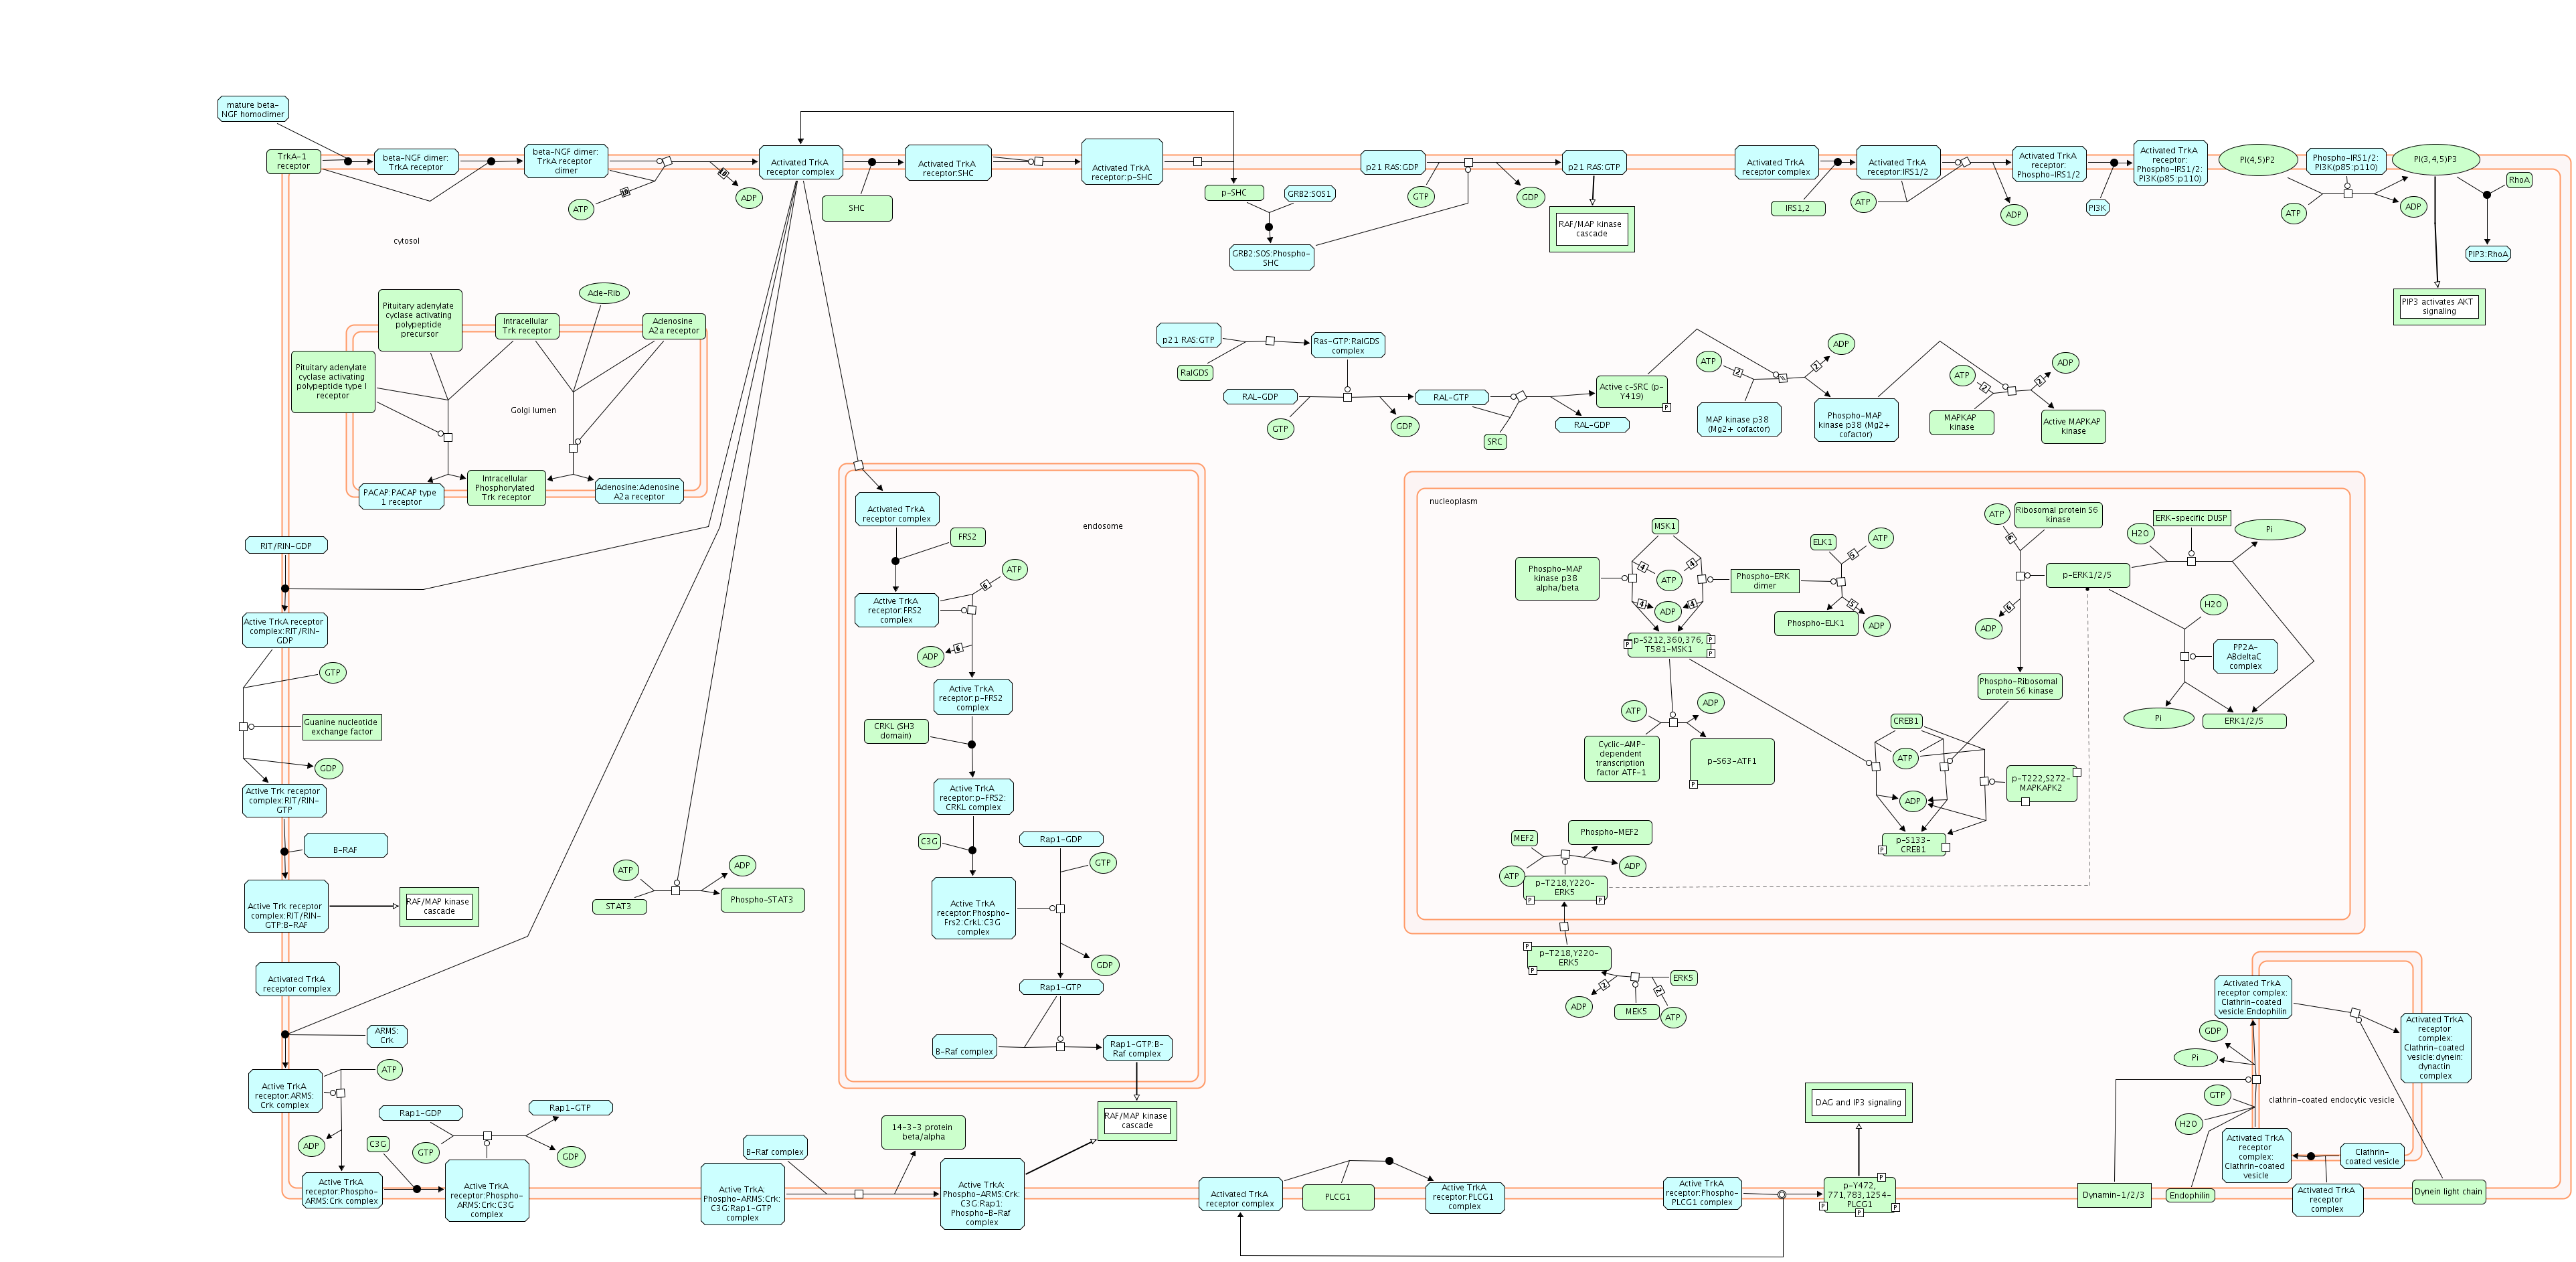 mature beta-
NGF homodimer
TrkA-1
receptor
beta-NGF dimer:
TrkA receptor
beta-NGF dimer:
TrkA receptor
dimer
ATP
10
10
ADP
Activated TrkA
receptor complex
SHC
Activated TrkA
receptor:SHC
Activated TrkA
receptor:p-SHC
p-SHC
GRB2:SOS1
GRB2:SOS:Phospho-
SHC
p21 RAS:GDP
GTP
GDP
p21 RAS:GTP
RAF/MAP kinase
cascade
Activated TrkA
receptor complex
IRS1,2
Activated TrkA
receptor:IRS1/2
ATP
ADP
Activated TrkA
receptor:
Phospho-IRS1/2
PI3K
Activated TrkA
receptor:
Phospho-IRS1/2:
PI3K(p85:p110)
PI(4,5)P2
Phospho-IRS1/2:
PI3K(p85:p110)
ATP
ADP
PI(3,4,5)P3
RhoA
PIP3:RhoA
PIP3 activates AKT
signaling
cytosol
Pituitary adenylate
cyclase activating
polypeptide
precursor
Intracellular
Trk receptor
Ade-Rib
Adenosine
A2a receptor
Pituitary adenylate
cyclase activating
polypeptide type I
receptor
Golgi lumen
PACAP:PACAP type
1 receptor
Intracellular
Phosphorylated
Trk receptor
Adenosine:Adenosine
A2a receptor
p21 RAS:GTP
RalGDS
Ras-GTP:RalGDS
complex
RAL-GDP
GTP
GDP
RAL-GTP
SRC
RAL-GDP
Active c-SRC (p-
Y419)
P
ATP
2
2
ADP
MAP kinase p38
(Mg2+ cofactor)
Phospho-MAP
kinase p38 (Mg2+
cofactor)
ATP
2
2
ADP
MAPKAP
kinase
Active MAPKAP
kinase
RIT/RIN-GDP
Active TrkA receptor
complex:RIT/RIN-
GDP
GTP
Guanine nucleotide
exchange factor
GDP
Active Trk receptor
complex:RIT/RIN-
GTP
B-RAF
Active Trk receptor
complex:RIT/RIN-
GTP:B-RAF
RAF/MAP kinase
cascade
Activated TrkA
receptor complex
ARMS:
Crk
Active TrkA
receptor:ARMS:
Crk complex
ATP
ADP
Active TrkA
receptor:Phospho-
ARMS:Crk complex
C3G
Rap1-GDP
GTP
Rap1-GTP
GDP
Active TrkA
receptor:Phospho-
ARMS:Crk:C3G
complex
ATP
ADP
STAT3
Phospho-STAT3
endosome
Activated TrkA
receptor complex
FRS2
Active TrkA
receptor:FRS2
complex
ATP
6
6
ADP
Active TrkA
receptor:p-FRS2
complex
CRKL (SH3
domain)
Active TrkA
receptor:p-FRS2:
CRKL complex
C3G
Active TrkA
receptor:Phospho-
Frs2:CrkL:C3G
complex
Rap1-GDP
GTP
GDP
Rap1-GTP
B-Raf complex
Rap1-GTP:B-
Raf complex
RAF/MAP kinase
cascade
B-Raf complex
14-3-3 protein
beta/alpha
Active TrkA:
Phospho-ARMS:Crk:
C3G:Rap1-GTP
complex
Active TrkA:
Phospho-ARMS:Crk:
C3G:Rap1:
Phospho-B-Raf
complex
nucleoplasm
MSK1
Phospho-MAP
kinase p38
alpha/beta
4
ATP
4
4
ADP
4
Phospho-ERK
dimer
ELK1
5
ATP
Phospho-ELK1
5
ADP
p-S212,360,376,
T581-MSK1
P
P
P
ATP
ADP
Cyclic-AMP-
dependent
transcription
factor ATF-1
p-S63-ATF1
P
ATP
Ribosomal protein S6
kinase
6
6
ADP
Phospho-Ribosomal
protein S6 kinase
ERK-specific DUSP
H2O
Pi
p-ERK1/2/5
H2O
PP2A-
ABdeltaC
complex
Pi
ERK1/2/5
CREB1
ATP
ADP
p-T222,S272-
MAPKAPK2
p-S133-
CREB1
P
MEF2
Phospho-MEF2
ATP
ADP
p-T218,Y220-
ERK5
P
P
p-T218,Y220-
ERK5
P
P
ERK5
2
ADP
MEK5
2
ATP
Activated TrkA
receptor complex
PLCG1
Active TrkA
receptor:PLCG1
complex
Active TrkA
receptor:Phospho-
PLCG1 complex
DAG and IP3 signaling
p-Y472,
771,783,1254-
PLCG1
P
P
P
P
Activated TrkA
receptor complex:
Clathrin-coated
vesicle:Endophilin
GDP
Pi
GTP
H2O
Activated TrkA
receptor
complex:
Clathrin-coated
vesicle:dynein:
dynactin
complex
clathrin-coated endocytic vesicle
Activated TrkA
receptor
complex:
Clathrin-coated
vesicle
Clathrin-
coated vesicle
Dynamin-1/2/3
Endophilin
Activated TrkA
receptor
complex
Dynein light chain